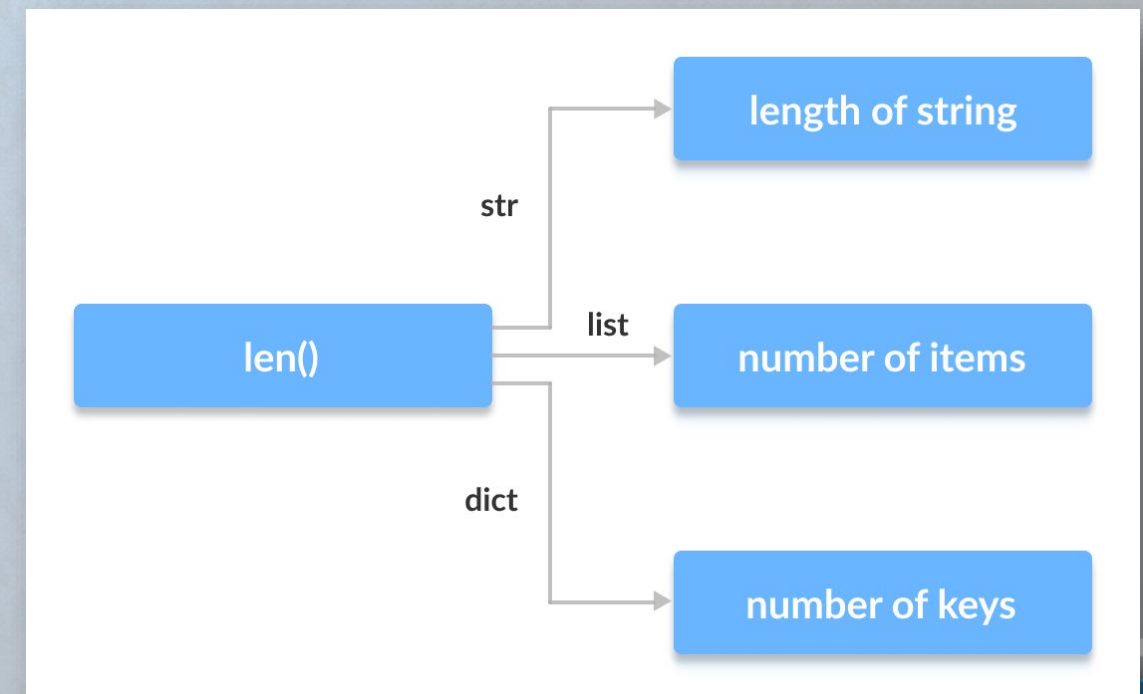 length of string
str
list
len()
number of items
dict
number of keys